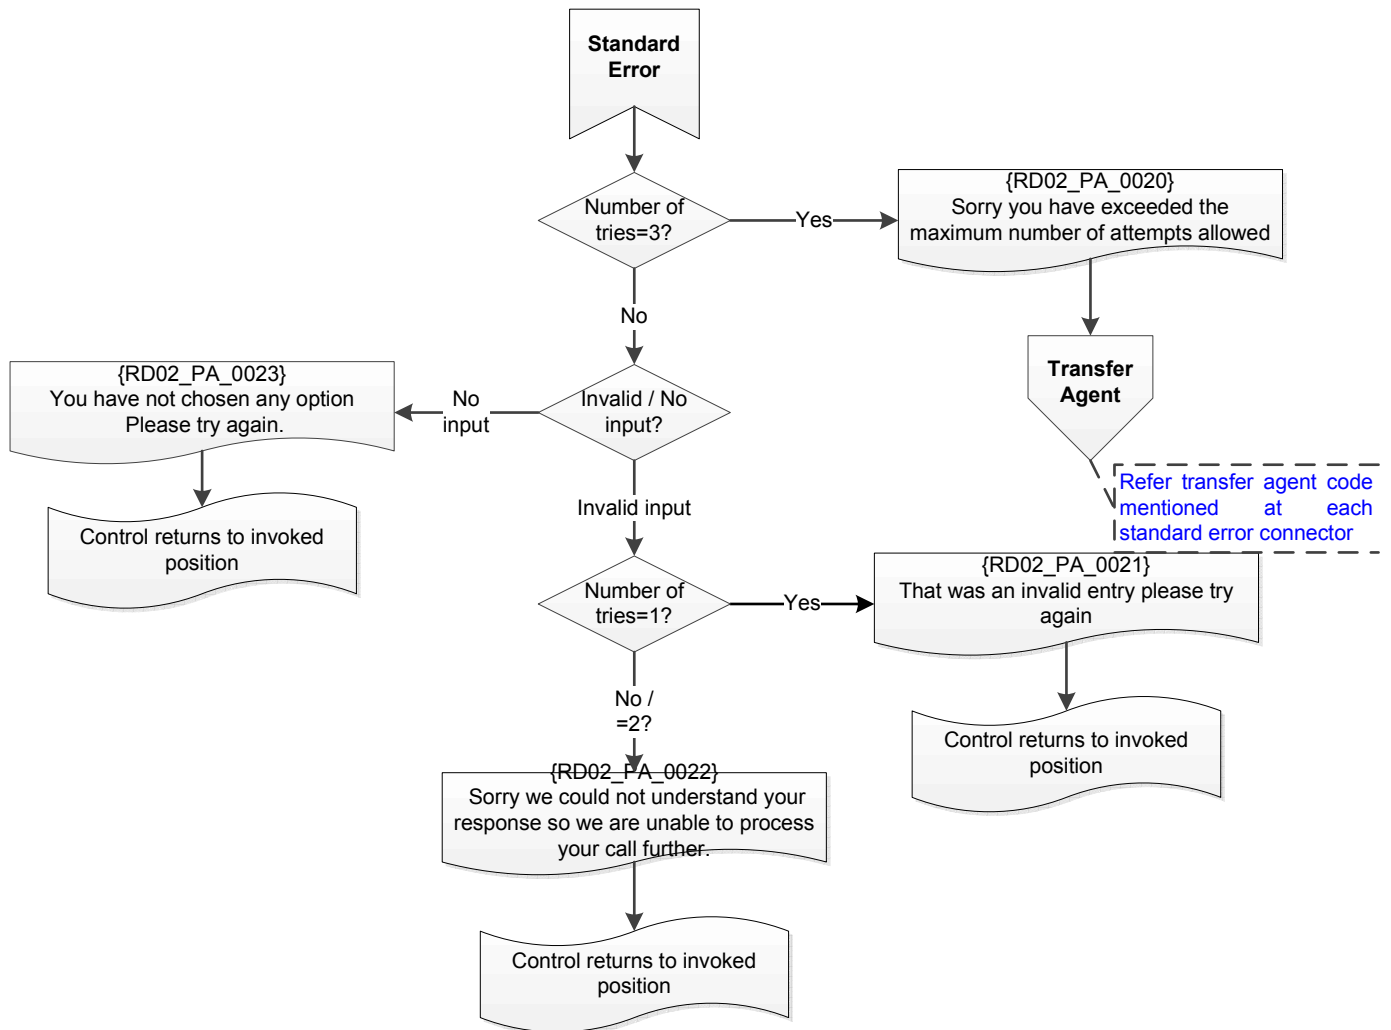 Standard
Error
Number of
tries=3?
Yes
{RD02_PA_0020}
Sorry you have exceeded the
maximum number of attempts allowed
No
Transfer
Agent
Refer transfer agent code
mentioned at each
standard error connector
Invalid / No
input?
No
input
{RD02_PA_0023}
You have not chosen any option
Please try again.
Control returns to invoked
position
Invalid input
Number of
tries=1?
Yes
{RD02_PA_0021}
That was an invalid entry please try
again
Control returns to invoked
position
No /
=2?
{RD02_PA_0022}
Sorry we could not understand your
response so we are unable to process
your call further.
Control returns to invoked
position